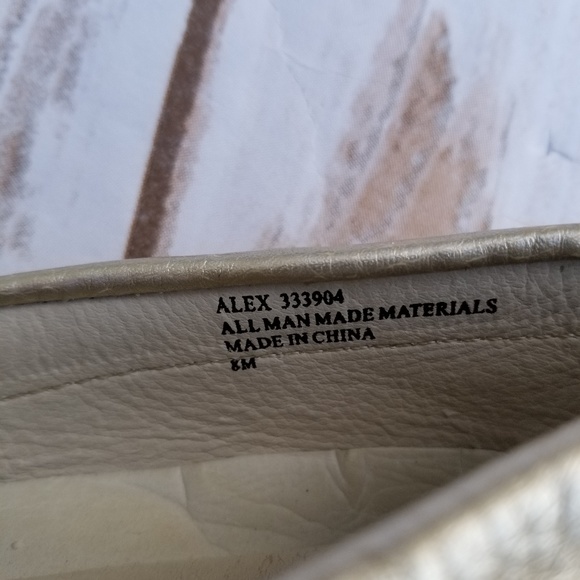 ALEX 333904
ALL MAN MADE MATERIALS
MADE IN CHINA
8M